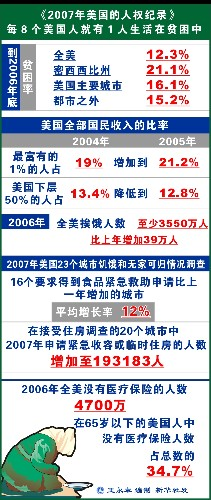 《2007年美国的人权纪录》
每8个美国人就有1人生活在贫困中
到2006年底
贫困率
全美 12.3%
密西西比州 21.1%
美国主要城市 16.1%
都市之外 15.2%
美国全部国民收入的比率
2004年 2005年
最富有的
1%的人占 19% 增加到 21.2%
美国下层
50%的人占 13.4% 降低到 12.8%
2006年 全美挨饿人数 至少3550万人
比上年增加39万人
2007年美国23个城市饥饿和无家可归情况调查
16个要求得到食品紧急救助申请比上
一年增加的城市
平均增长率 12%
在接受住房调查的20个城市中
2007年申请紧急收容或临时住房的人数
增加至193183人
2006年全美没有医疗保险的人数
4700万
在65岁以下的美国人中
没有医疗保险人数
占总数的
34.7%
新华社发